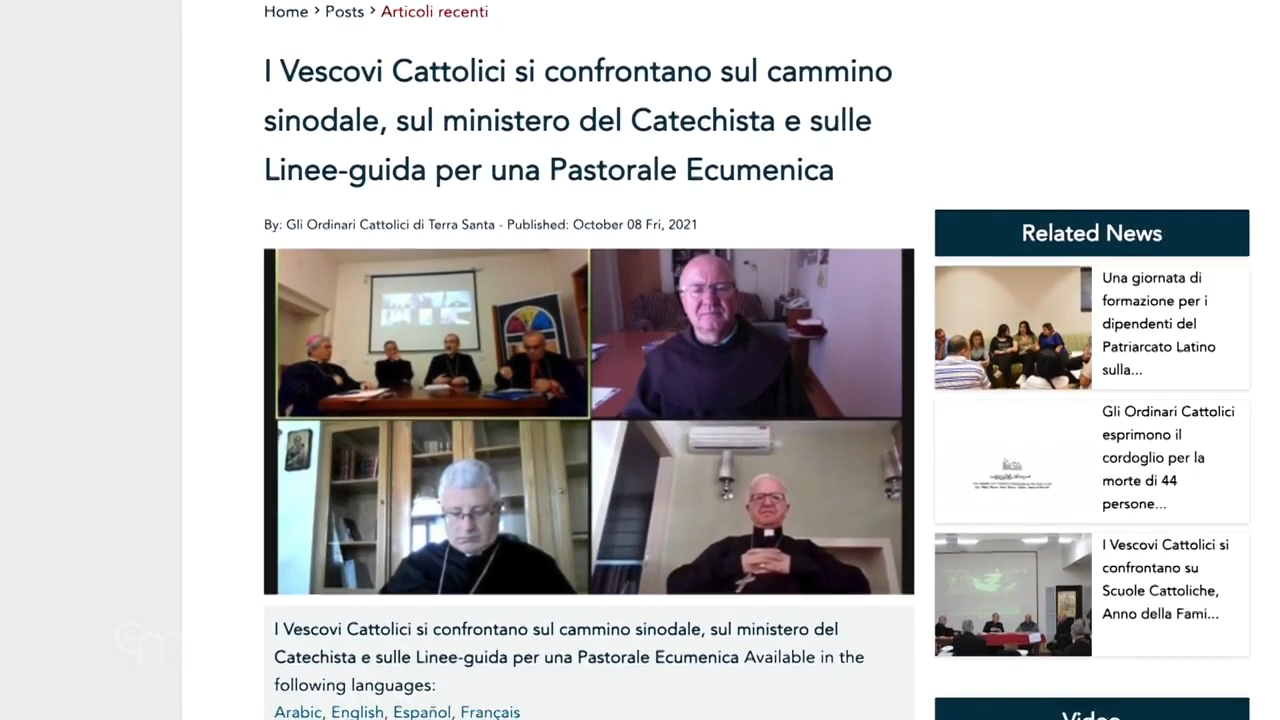 Home > Posts > Articoli recenti
I Vescovi Cattolici si confrontano sul cammino
sinodale, sul ministero del Catechista e sulle
Linee-guida per una Pastorale Ecumenica
By: Gli Ordinari Cattolici di Terra Santa - Published: October 08 Fri, 2021
I Vescovi Cattolici si confrontano sul cammino sinodale, sul ministero del
Catechista e sulle Linee-guida per una Pastorale Ecumenica Available in the
following languages:
Arabic, English, Español, Français
Related News
Una giornata di
formazione per i
dipendenti del
Patriarcato Latino
sulla...
Gli Ordinari Cattolici
esprimono il
cordoglio per la
morte di 44
persone...
I Vescovi Cattolici si
confrontano su
Scuole Cattoliche,
Anno della Fami...
Video